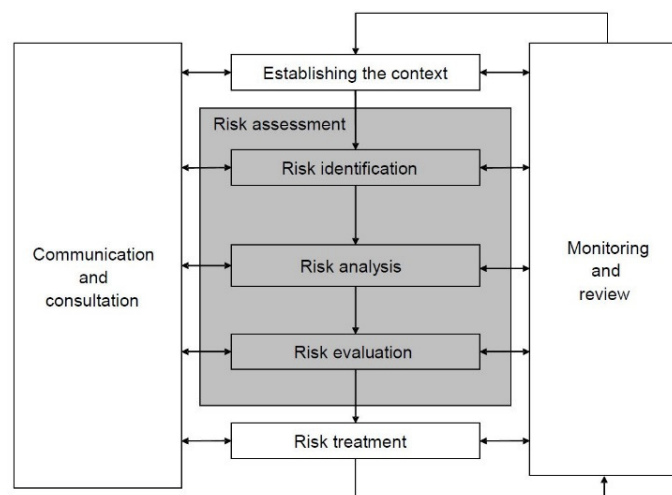 Establishing the context
Risk assessment
Risk identification
Communication
and
consultation
Risk analysis
Monitoring
and
review
Risk evaluation
Risk treatment